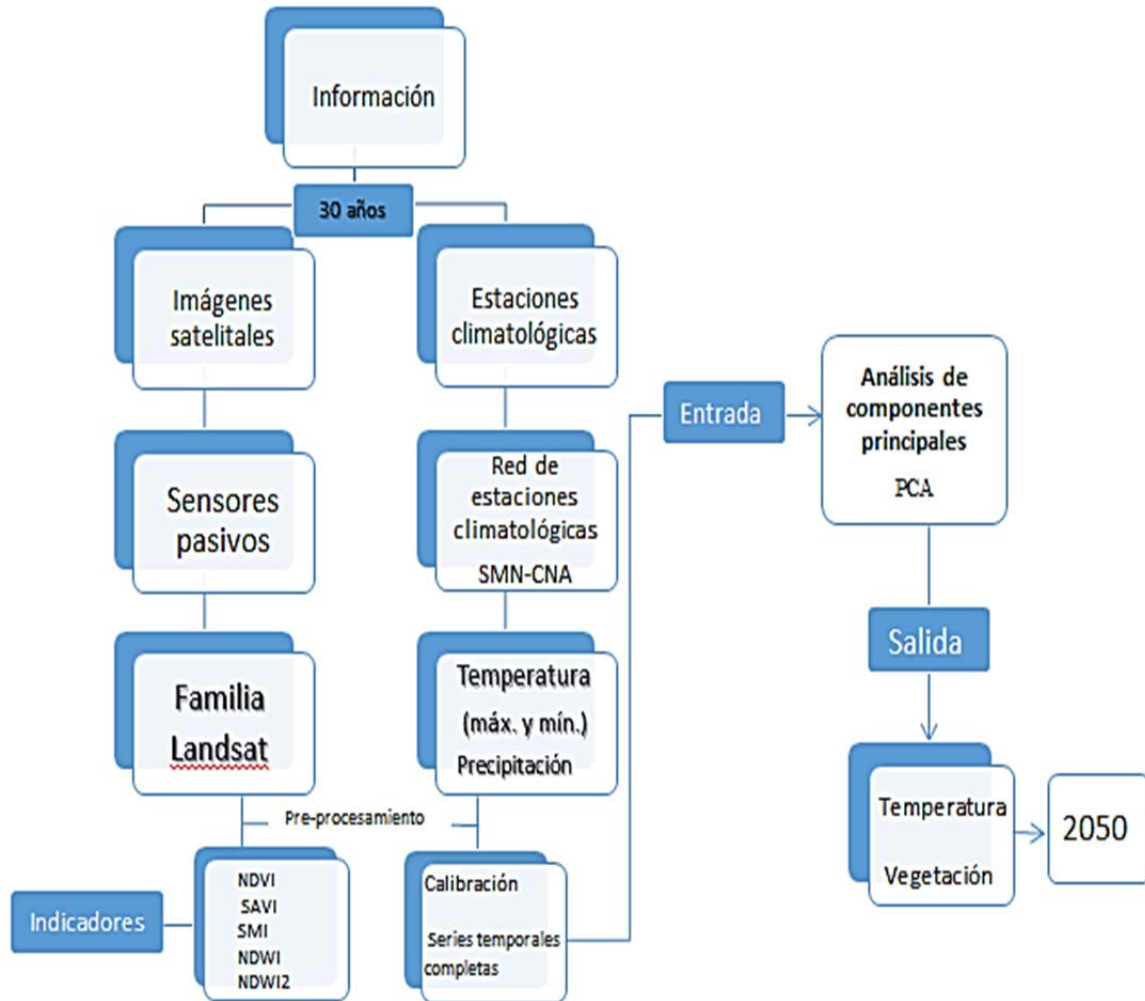 Información
30 años
Imágenes
satelitales
Estaciones
climatológicas
Sensores
pasivos
Red de
estaciones
climatológicas
SMN-CNA
Familia
Landsat
Temperatura
(máx. y mín.)
Precipitación
Pre-procesamiento
Indicadores
NDVI
SAVI
SMI
NDWI
NDWI2
Calibración
Series temporales
completas
Entrada
Análisis de
componentes
principales
PCA
Salida
Temperatura
Vegetación
2050